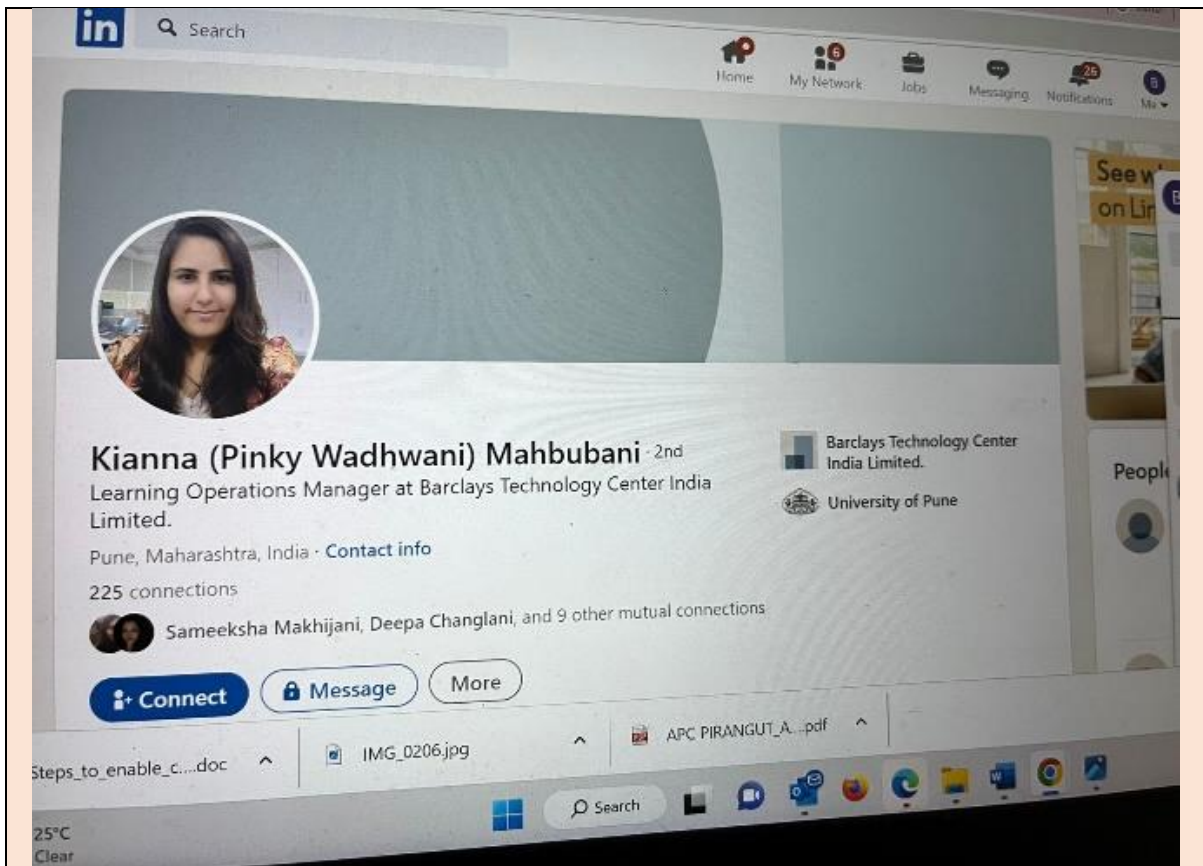 in
Search
Home
6
My Network
Jobs
Messaging
26
Notifications
B
Me
See w
on Lin
Kianna (Pinky Wadhwani) Mahbubani · 2nd
Learning Operations Manager at Barclays Technology Center India
Limited.
Pune, Maharashtra, India · Contact info
225 connections
Sameeksha Makhijani, Deepa Changlani, and 9 other mutual connections
Connect
Message
More
Barclays Technology Center
India Limited.
University of Pune
People
Steps_to_enable_c....doc
IMG_0206.jpg
APC PIRANGUT_A...pdf
Search
25°C
Clear